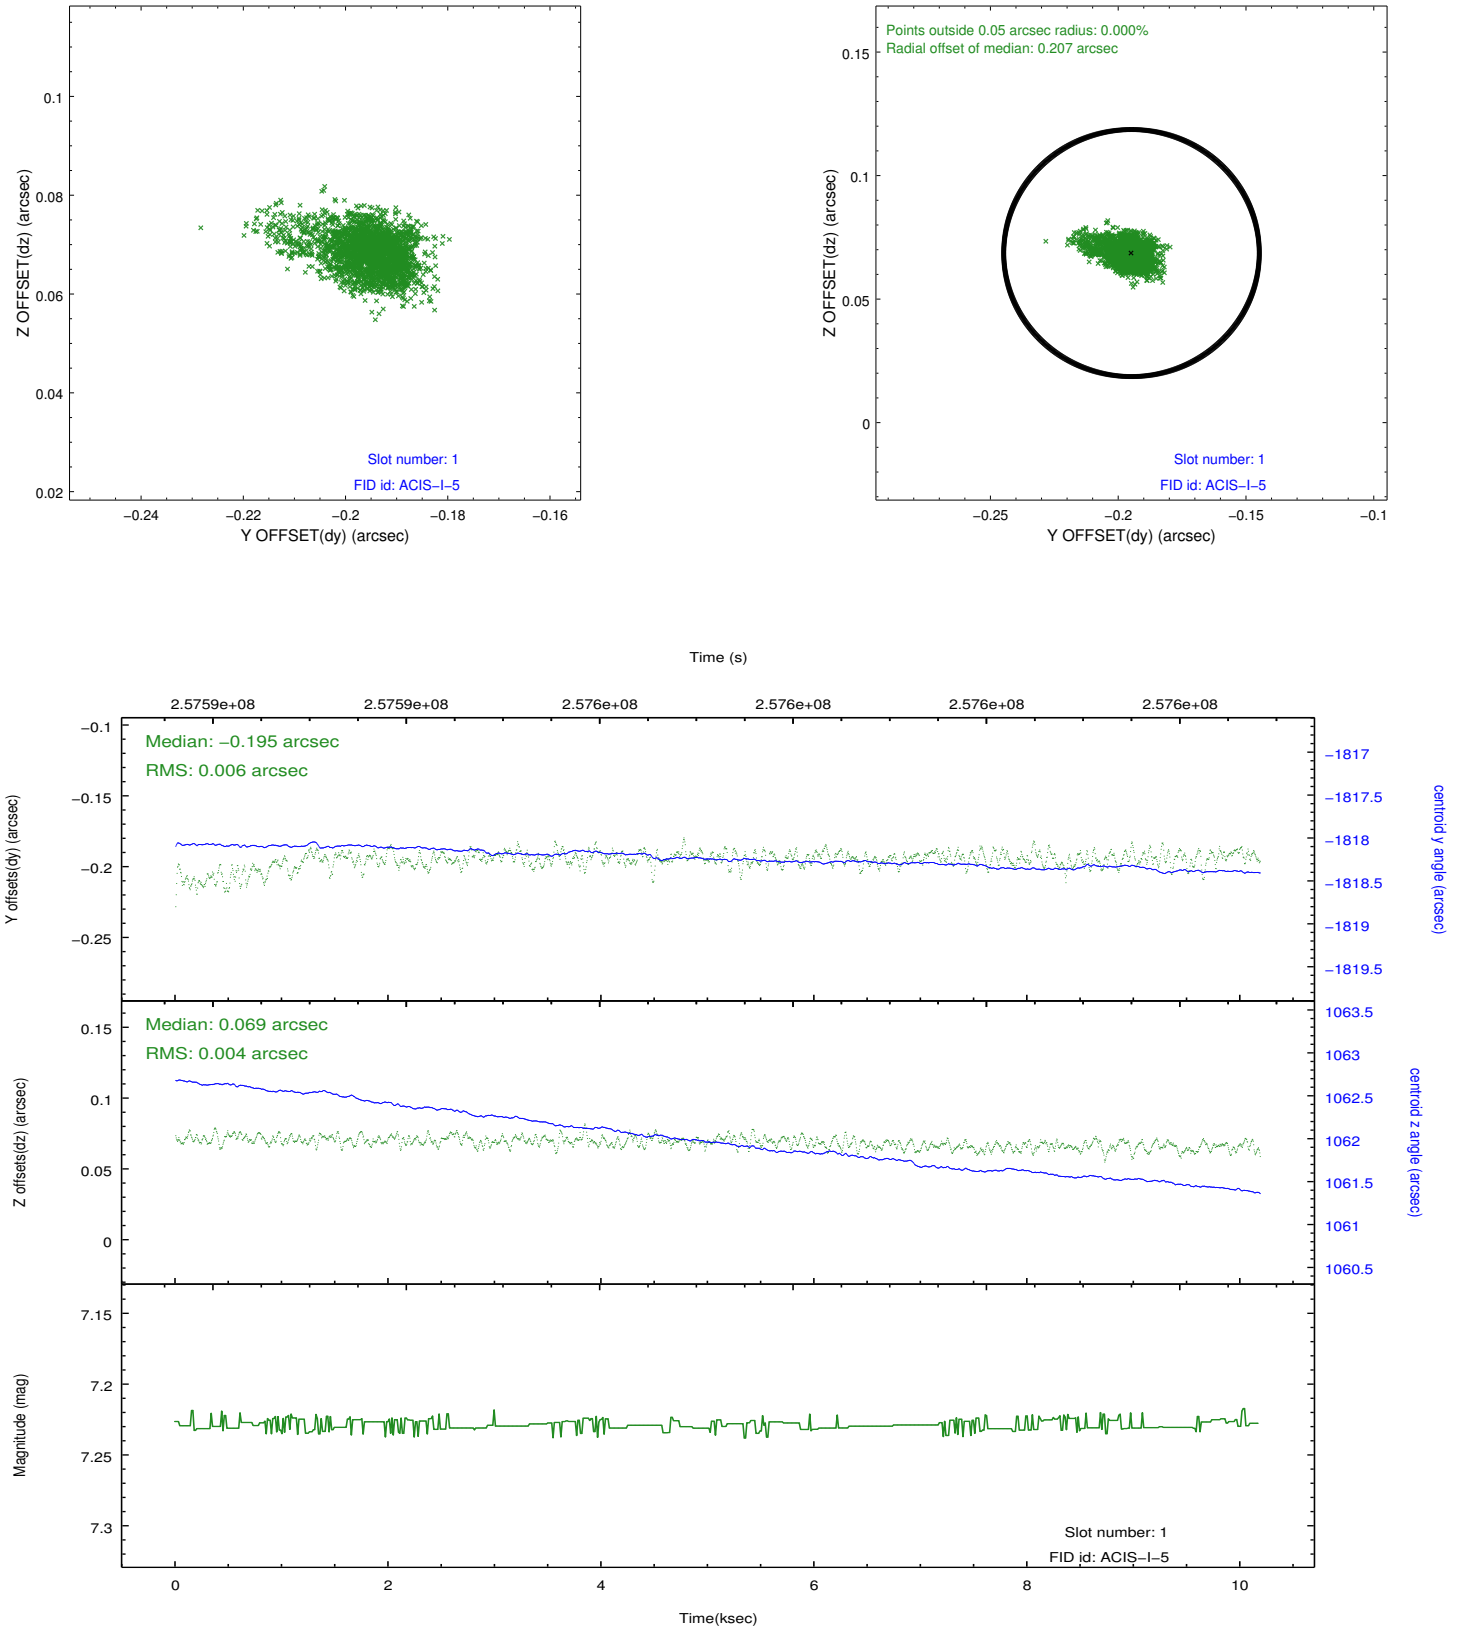 0.1
0.08
0.06
0.04
0.02
Z OFFSET(dz) (arcsec)
Slot number: 1
FID id: ACIS−I−5
−0.24 −0.22 −0.2 −0.18 −0.16
Y OFFSET(dy) (arcsec)
Points outside 0.05 arcsec radius: 0.000%
Radial offset of median: 0.207 arcsec
0.15
0.1
0.05
0
Z OFFSET(dz) (arcsec)
Slot number: 1
FID id: ACIS−I−5
−0.25 −0.2 −0.15 −0.1
Y OFFSET(dy) (arcsec)
Time (s)
2.5759e+08 2.5759e+08 2.576e+08 2.576e+08 2.576e+08 2.576e+08
Median: −0.195 arcsec
RMS: 0.006 arcsec
−0.1
−0.15
−0.2
−0.25
Y offsets(dy) (arcsec)
−1817
−1817.5
−1818
−1818.5
−1819
−1819.5
centroid y angle (arcsec)
Median: 0.069 arcsec
RMS: 0.004 arcsec
0.15
0.1
0.05
0
Z offsets(dz) (arcsec)
1063.5
1063
1062.5
1062
1061.5
1061
1060.5
centroid z angle (arcsec)
7.15
7.2
7.25
7.3
Magnitude (mag)
Slot number: 1
FID id: ACIS−I−5
0 2 4 6 8 10
Time(ksec)